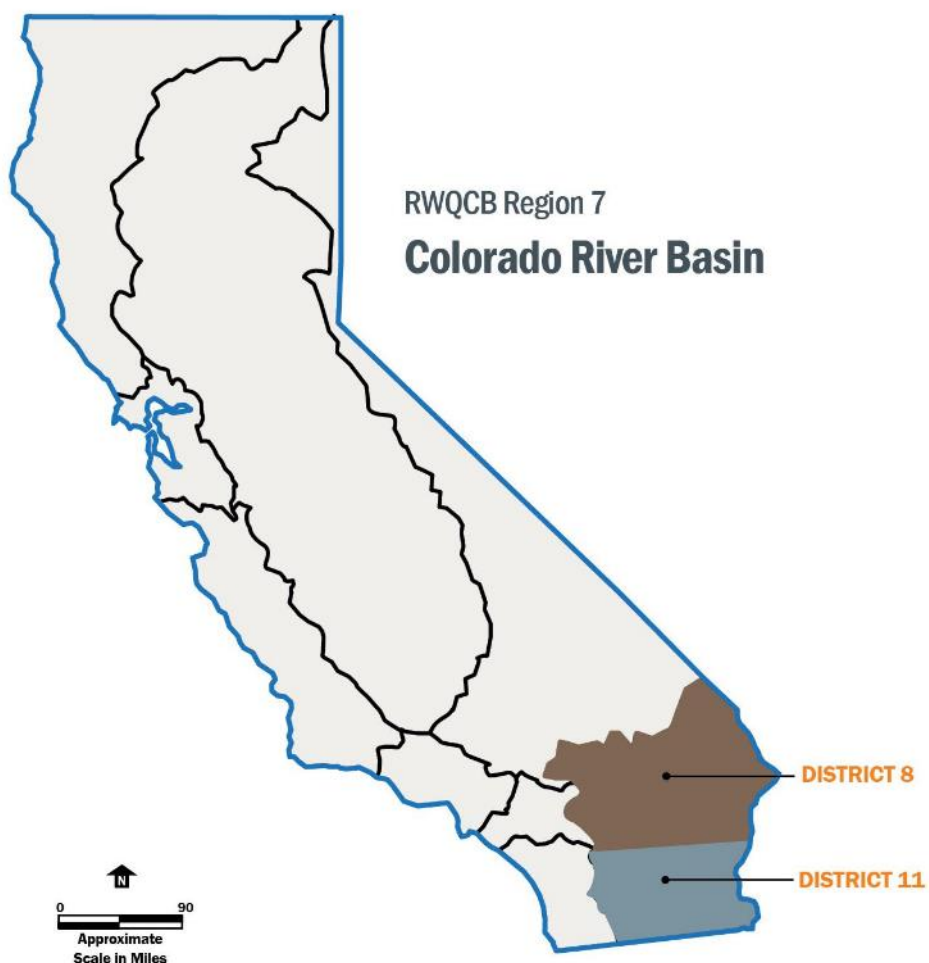 RWQCB Region 7
Colorado River Basin
DISTRICT 8
DISTRICT 11
N
0 90
Approximate
Scale in Miles